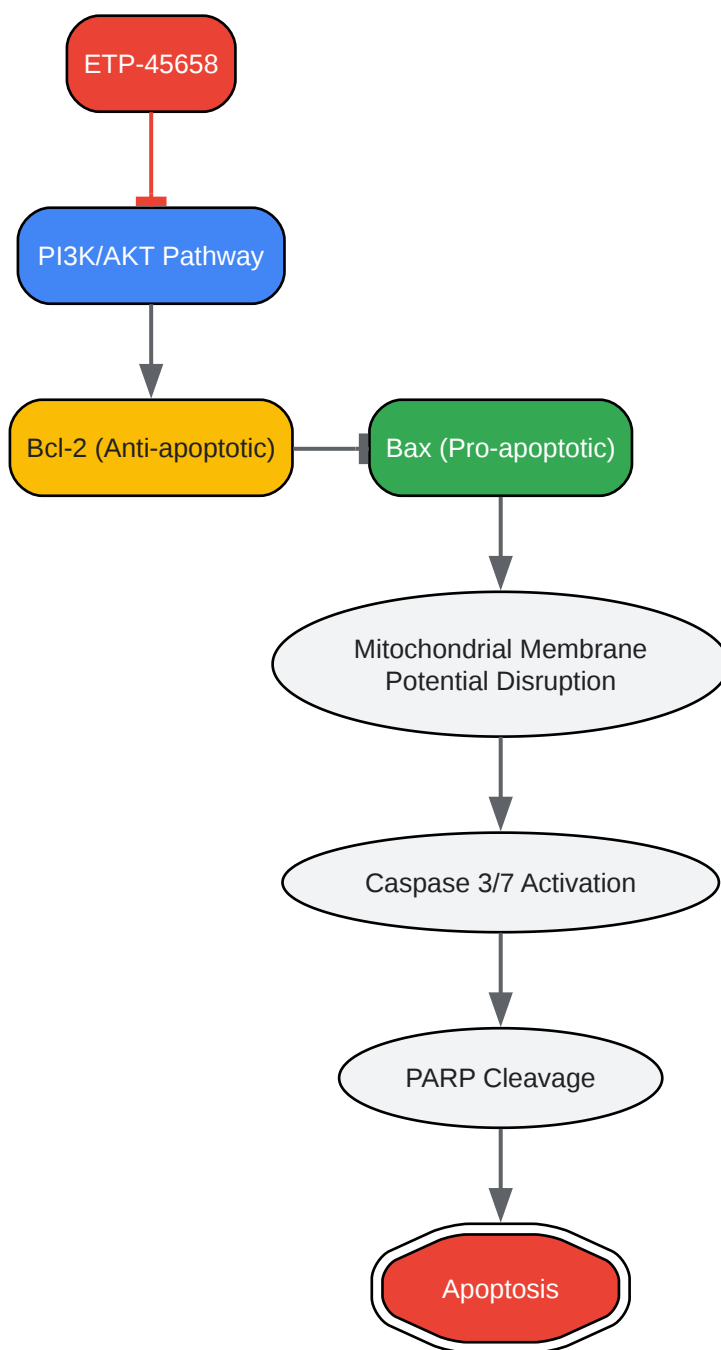 ETP-45658
PI3K/AKT Pathway
Bcl-2 (Anti-apoptotic)
Bax (Pro-apoptotic)
Mitochondrial Membrane
Potential Disruption
Caspase 3/7 Activation
PARP Cleavage
Apoptosis